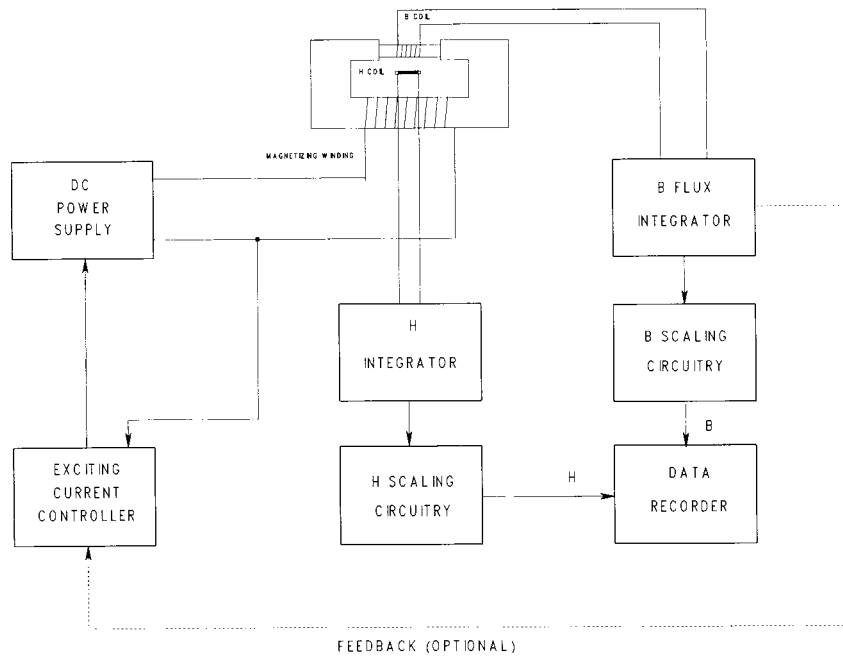 B COIL
H COIL
MAGNETIZING WINDING
DC
POWER
SUPPLY
B FLUX
INTEGRATOR
H
INTEGRATOR
B SCALING
CIRCUITRY
B
EXCITING
CURRENT
CONTROLLER
H SCALING
CIRCUITRY
H
DATA
RECORDER
FEEDBACK (OPTIONAL)